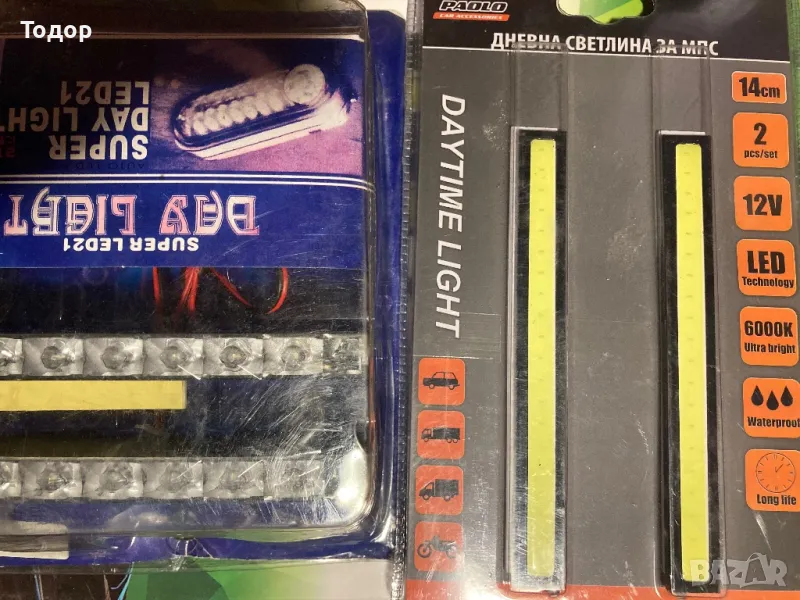 Тодор
SUPER
DAY LIGHT
LED21
DAY LIGHT
SUPER LED21
PAOLO
CAR ACCESSORIES
ДНЕВНА СВЕТЛИНА ЗА МПС
DAYTIME LIGHT
14cm
2
pcs/set
12V
LED
Technology
6000K
Ultra bright
Waterproof
Long life
BAZAR